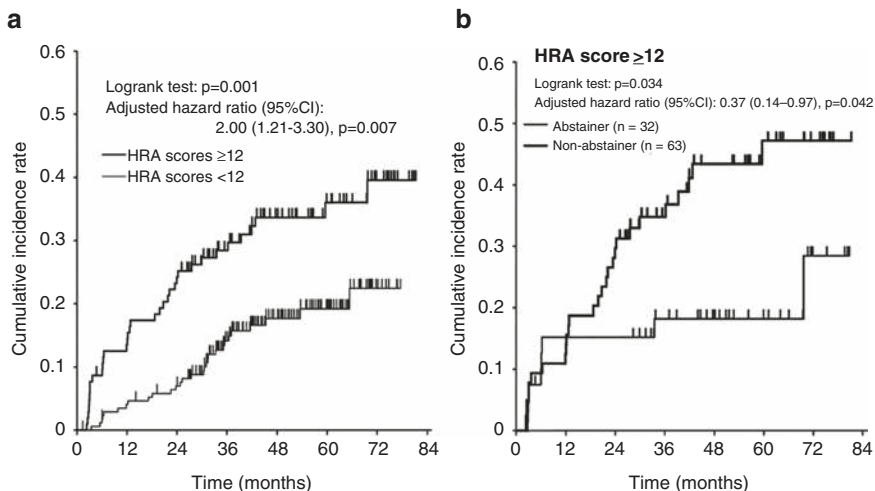 a
0.6
0.5
0.4
0.3
0.2
0.1
0
Cumulative incidence rate
Logrank test: p=0.001
Adjusted hazard ratio (95%CI):
2.00 (1.21-3.30), p=0.007
HRA scores ≥12
HRA scores <12
0 12 24 36 48 60 72 84
Time (months)
b
HRA score ≥12
0.6
0.5
0.4
0.3
0.2
0.1
0
Cumulative incidence rate
Logrank test: p=0.034
Adjusted hazard ratio (95%CI): 0.37 (0.14–0.97), p=0.042
Abstainer (n = 32)
Non-abstainer (n = 63)
0 12 24 36 48 60 72 84
Time (months)